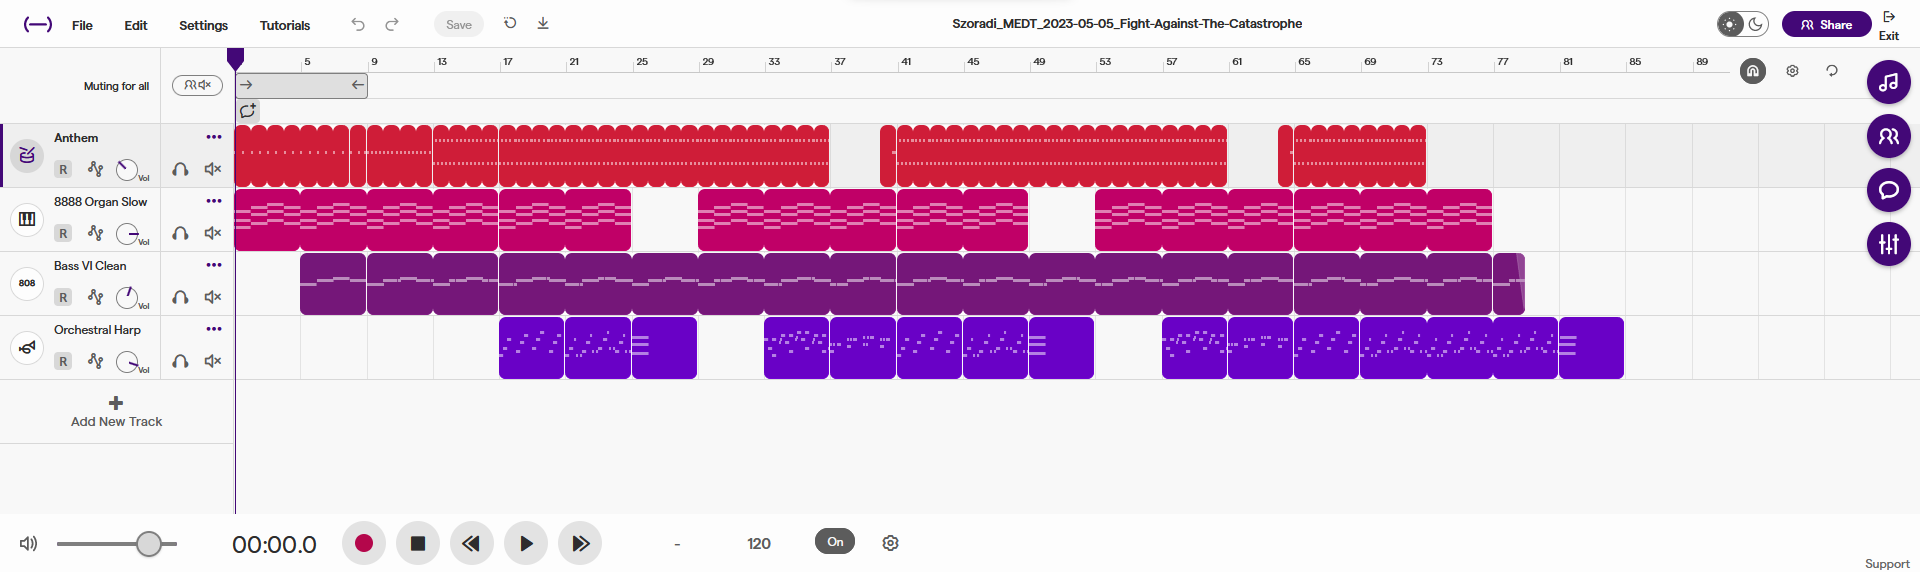 File Edit Settings Tutorials Save Szoradi_MEDT_2023-05-05_Fight-Against-The-Catastrophe Share Exit
5 9 13 17 21 25 29 33 37 41 45 49 53 57 61 65 69 73 77 81 85 89
Muting for all
Anthem
R Vol
8888 Organ Slow
R Vol
Bass VI Clean
808
R Vol
Orchestral Harp
R Vol
Add New Track
00:00.0 - 120 On
Support